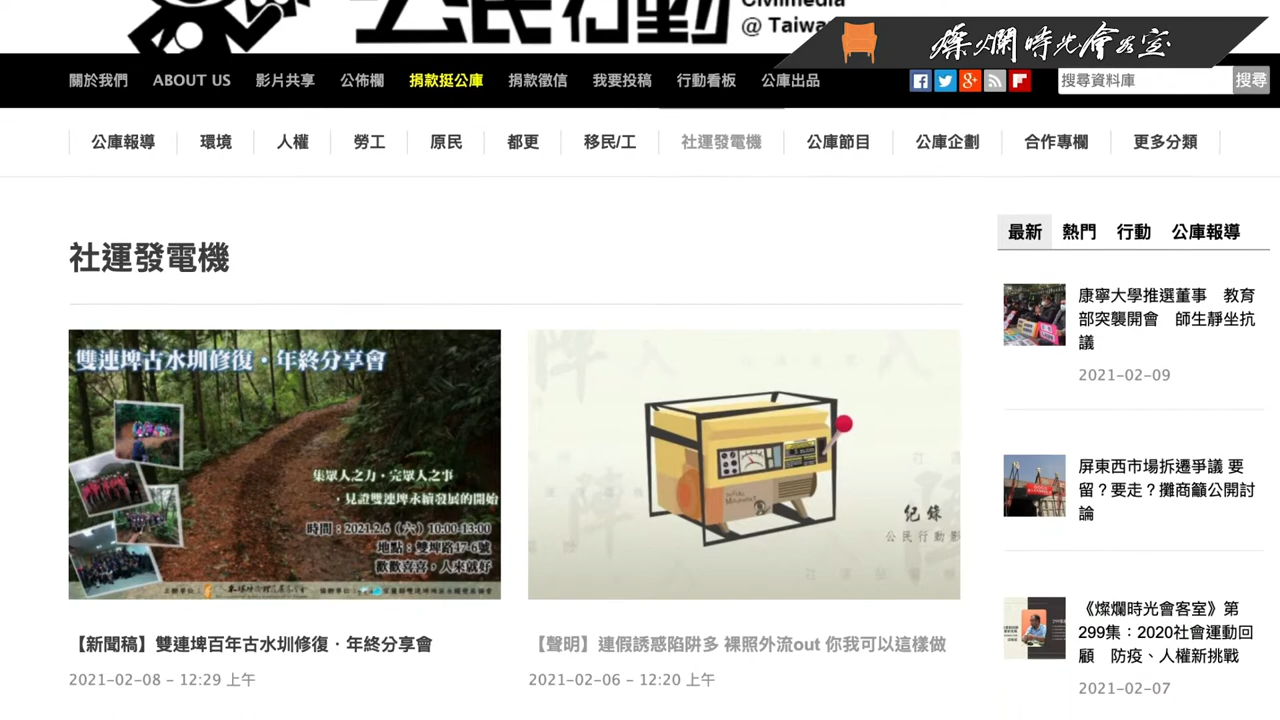 Civilmedia
公民行動
@ Taiwan
燦爛時光會客室
關於我們 ABOUT US 影片共享 公佈欄 捐款挺公庫 捐款徵信 我要投稿 行動看板 公庫出品
搜尋資料庫 搜尋
公庫報導 環境 人權 勞工 原民 都更 移民/工 社運發電機 公庫節目 公庫企劃 合作專欄 更多分類
社運發電機
雙連埤古水圳修復・年終分享會
集眾人之力・完眾人之事
，見證雙連埤永續發展的開始
時間：2021.2.6（六）10:00-13:00
地點：雙埤路47-6號
歡歡喜喜，人來就好
紀錄
公民行動影
【新聞稿】雙連埤百年古水圳修復．年終分享會
2021-02-08 - 12:29 上午
【聲明】連假誘惑陷阱多 裸照外流out 你我可以這樣做
2021-02-06 - 12:20 上午
最新 熱門 行動 公庫報導
康寧大學推選董事　教育
部突襲開會　師生靜坐抗
議
2021-02-09
屏東西市場拆遷爭議 要
留？要走？攤商籲公開討
論
《燦爛時光會客室》第
299集：2020社會運動回
顧　防疫、人權新挑戰
2021-02-07